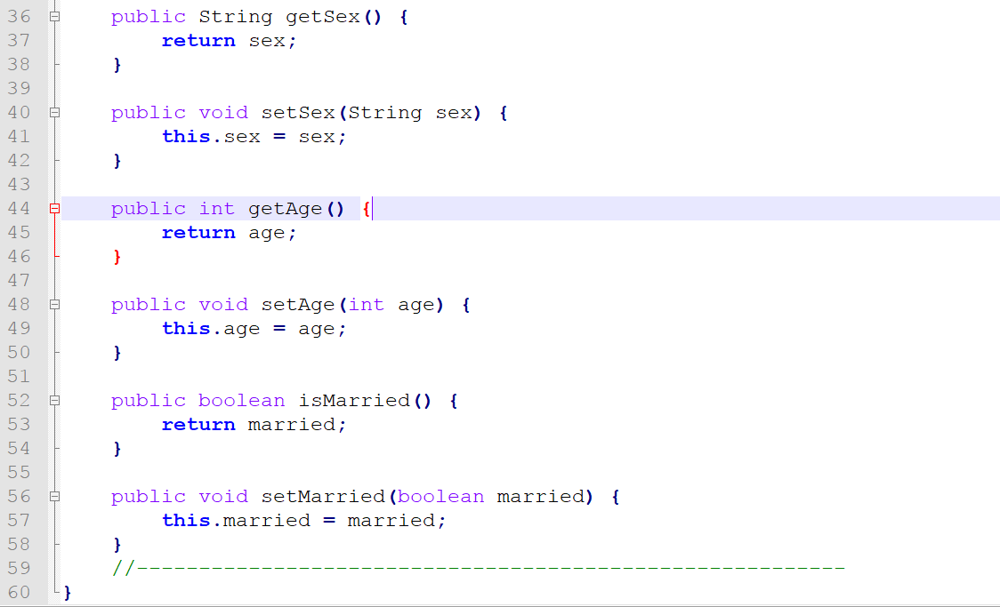 36 public String getSex() {
37 return sex;
38 }
39
40 public void setSex(String sex) {
41 this.sex = sex;
42 }
43
44 public int getAge() {
45 return age;
46 }
47
48 public void setAge(int age) {
49 this.age = age;
50 }
51
52 public boolean isMarried() {
53 return married;
54 }
55
56 public void setMarried(boolean married) {
57 this.married = married;
58 }
59 //---------------------------------------------------------
60 }